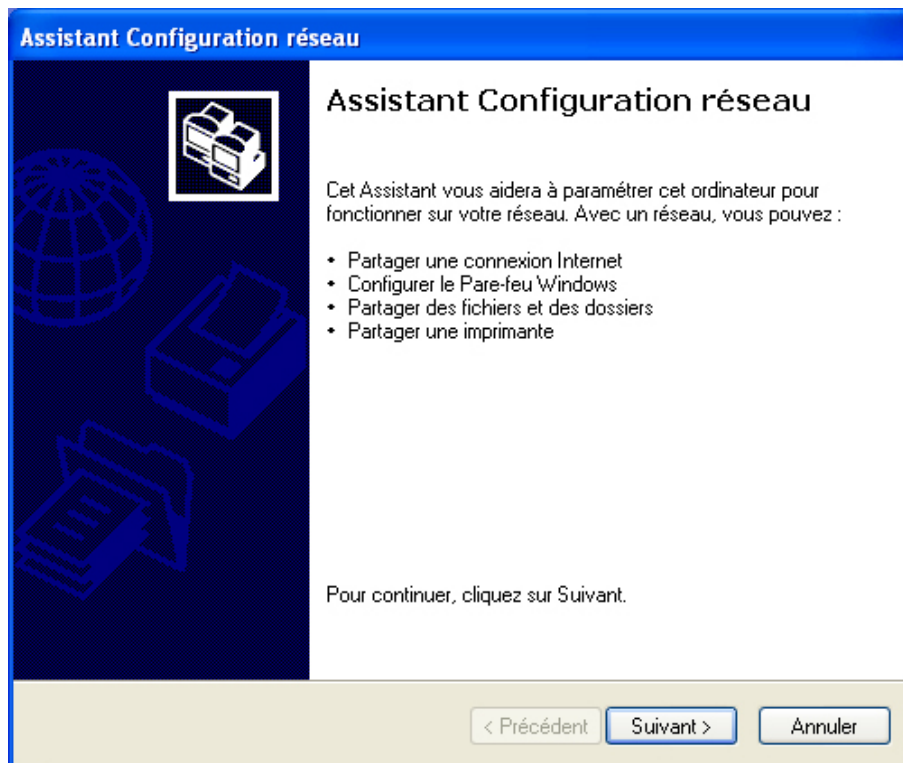 Assistant Configuration réseau
Assistant Configuration réseau
Cet Assistant vous aidera à paramétrer cet ordinateur pour
fonctionner sur votre réseau. Avec un réseau, vous pouvez :
• Partager une connexion Internet
• Configurer le Pare-feu Windows
• Partager des fichiers et des dossiers
• Partager une imprimante
Pour continuer, cliquez sur Suivant.
< Précédent Suivant > Annuler